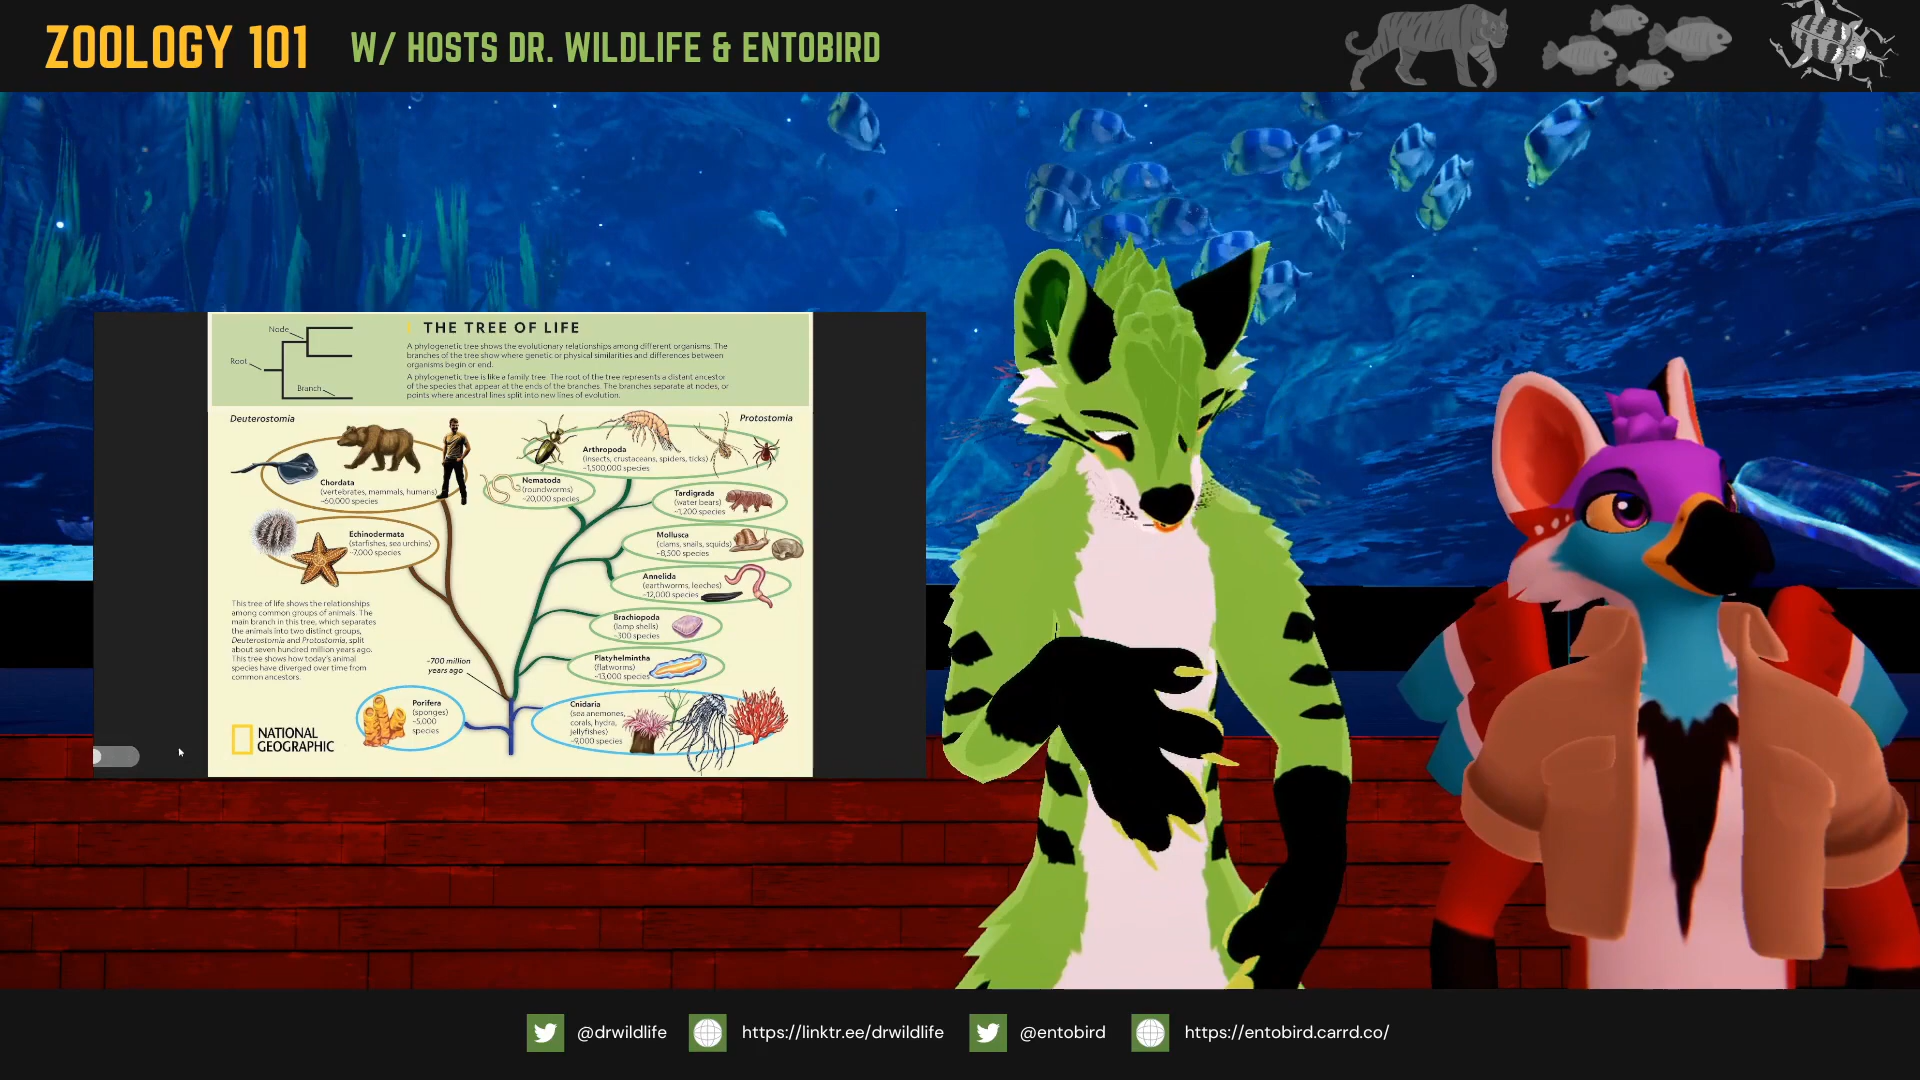 ZOOLOGY 101
W/ HOSTS DR. WILDLIFE & ENTOBIRD
Node
Root
Branch
THE TREE OF LIFE
A phylogenetic tree shows the evolutionary relationships among different organisms. The
branches of the tree show where genetic or physical similarities and differences between
organisms begin or end.
A phylogenetic tree is like a family tree. The root of the tree represents a distant ancestor
of the species that appear at the ends of the branches. The branches separate at nodes, or
points where ancestral lines split into new lines of evolution.
Deuterostomia
Protostomia
Chordata
(vertebrates, mammals, humans)
~60,000 species
Echinodermata
(starfishes, sea urchins)
~7,000 species
Arthropoda
(insects, crustaceans, spiders, ticks)
~1,500,000 species
Nematoda
(roundworms)
~20,000 species
Tardigrada
(water bears)
~1,200 species
Mollusca
(clams, snails, squids)
~8,500 species
Annelida
(earthworms, leeches)
~12,000 species
Brachiopoda
(lamp shells)
~300 species
Platyhelmintha
(flatworms)
~13,000 species
This tree of life shows the relationships
among common groups of animals. The
main branch in this tree, which separates
the animals into two distinct groups,
Deuterostomia and Protostomia, split
about seven hundred million years ago.
This tree shows how today's animal
species have diverged over time from
common ancestors.
~700 million
years ago
Porifera
(sponges)
~5,000
species
Cnidaria
(sea anemones,
corals, hydra,
jellyfishes)
~9,000 species
NATIONAL
GEOGRAPHIC
@drwildlife
https://linktr.ee/drwildlife
@entobird
https://entobird.carrd.co/